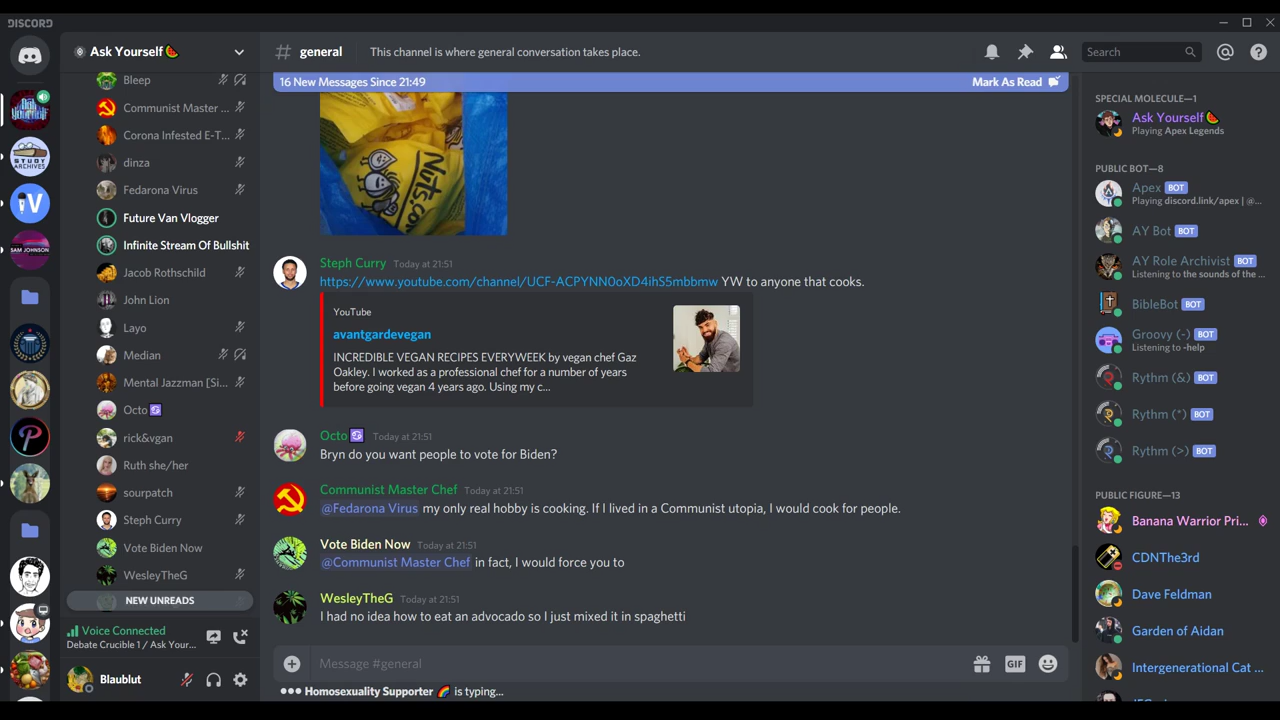 DISCORD
Ask Yourself🍉
Bleep
Communist Master ...
Corona Infested E-T...
dinza
Fedarona Virus
Future Van Vlogger
Infinite Stream Of Bullshit
Jacob Rothschild
John Lion
Layo
Median
Mental Jazzman [Si...
Octo♋
rick&vgan
Ruth she/her
sourpatch
Steph Curry
Vote Biden Now
WesleyTheG
NEW UNREADS
Voice Connected
Debate Crucible 1 / Ask Your...
Blaublut
STUDY
ARCHIVES
V
SAM JOHNSON
P
# general
This channel is where general conversation takes place.
Search
16 New Messages Since 21:49
Mark As Read
Nuts.com
Steph Curry Today at 21:51
https://www.youtube.com/channel/UCF-ACPYNN0oXD4ihS5mbbmw YW to anyone that cooks.
YouTube
avantgardevegan
INCREDIBLE VEGAN RECIPES EVERYWEEK by vegan chef Gaz
Oakley. I worked as a professional chef for a number of years
before going vegan 4 years ago. Using my c...
Octo♋ Today at 21:51
Bryn do you want people to vote for Biden?
Communist Master Chef Today at 21:51
@Fedarona Virus my only real hobby is cooking. If I lived in a Communist utopia, I would cook for people.
Vote Biden Now Today at 21:51
@Communist Master Chef in fact, I would force you to
WesleyTheG Today at 21:51
I had no idea how to eat an advocado so I just mixed it in spaghetti
Message #general
GIF
Homosexuality Supporter 🌈 is typing...
SPECIAL MOLECULE—1
Ask Yourself🍉
Playing Apex Legends
PUBLIC BOT—8
Apex BOT
Playing discord.link/apex | @...
AY Bot BOT
AY Role Archivist BOT
Listening to the sounds of the ...
BibleBot BOT
Groovy (-) BOT
Listening to -help
Rythm (&) BOT
Rythm (*) BOT
Rythm (>) BOT
PUBLIC FIGURE—13
Banana Warrior Pri...
CDNThe3rd
Dave Feldman
Garden of Aidan
Intergenerational Cat ...